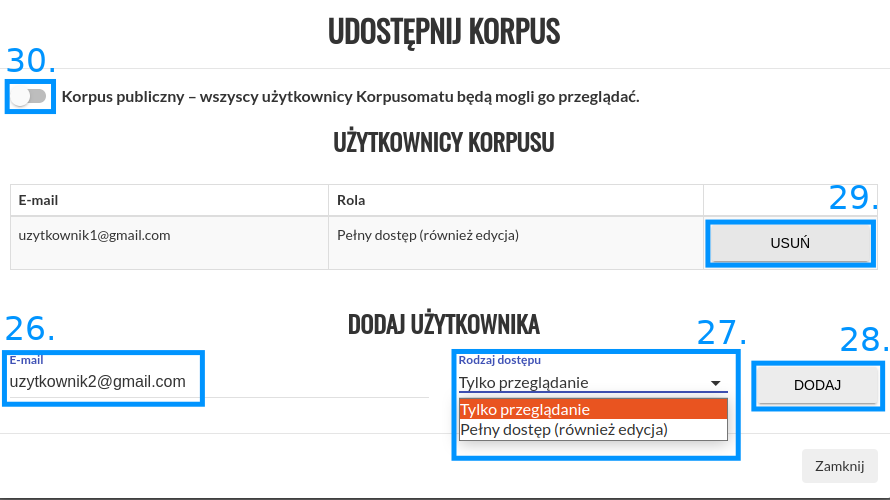 UDOSTĘPNIJ KORPUS
30.
Korpus publiczny – wszyscy użytkownicy Korpusomatu będą mogli go przeglądać.
UŻYTKOWNICY KORPUSU
E-mail Rola 29.
uzytkownik1@gmail.com Pełny dostęp (również edycja) USUŃ
DODAJ UŻYTKOWNIKA
26. 27. 28.
E-mail Rodzaj dostępu
uzytkownik2@gmail.com Tylko przeglądanie DODAJ
Tylko przeglądanie
Pełny dostęp (również edycja)
Zamknij